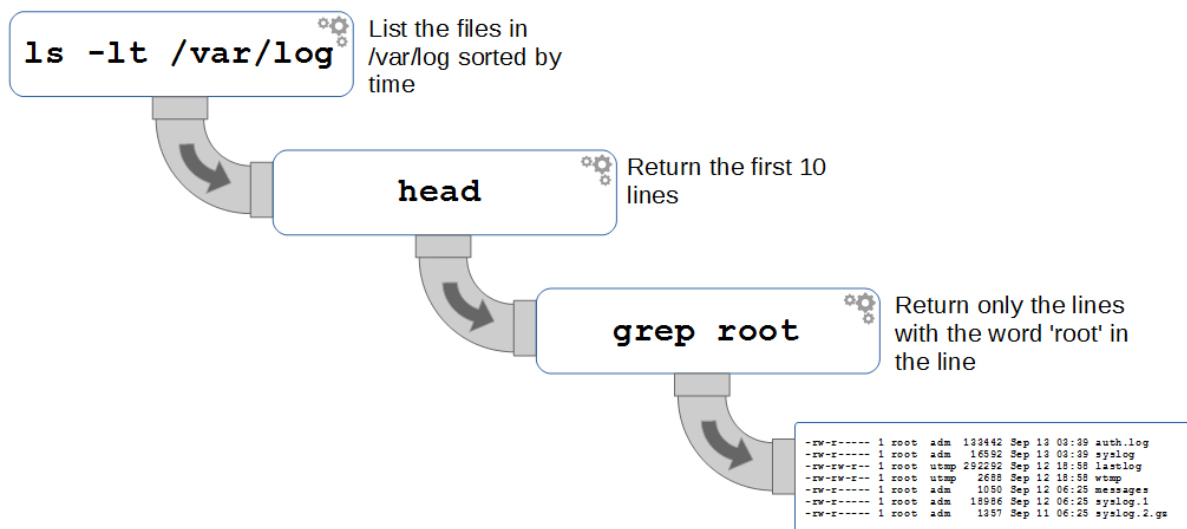 ls -lt /var/log
List the files in
/var/log sorted by
time
head
Return the first 10
lines
grep root
Return only the lines
with the word 'root' in
the line
-rw-r----- 1 root adm 133442 Sep 13 03:39 auth.log
-rw-r----- 1 root adm 16592 Sep 13 03:39 syslog
-rw-rw-r-- 1 root utmp 292292 Sep 12 18:58 lastlog
-rw-rw-r-- 1 root utmp 2688 Sep 12 18:58 wtmp
-rw-r----- 1 root adm 1050 Sep 12 06:25 messages
-rw-r----- 1 root adm 18986 Sep 12 06:25 syslog.1
-rw-r----- 1 root adm 1357 Sep 11 06:25 syslog.2.gz